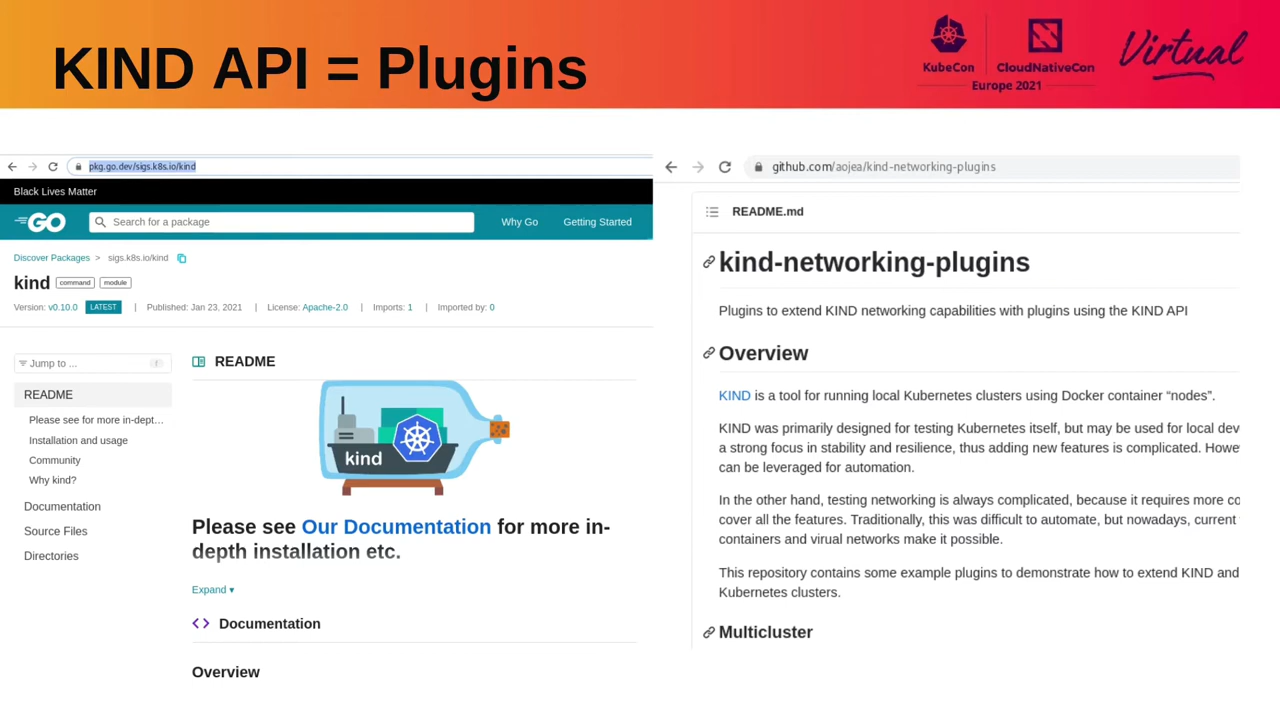 KIND API = Plugins
KubeCon
CloudNativeCon
Europe 2021
Virtual
pkg.go.dev/sigs.k8s.io/kind
Black Lives Matter
GO
Search for a package
Why Go
Getting Started
Discover Packages > sigs.k8s.io/kind
kind command module
Version: v0.10.0 LATEST | Published: Jan 23, 2021 | License: Apache-2.0 | Imports: 1 | Imported by: 0
Jump to ... f
README
Please see for more in-dept…
Installation and usage
Community
Why kind?
Documentation
Source Files
Directories
README
kind
Please see Our Documentation for more in-
depth installation etc.
Expand ▾
Documentation
Overview
github.com/aojea/kind-networking-plugins
README.md
kind-networking-plugins
Plugins to extend KIND networking capabilities with plugins using the KIND API
Overview
KIND is a tool for running local Kubernetes clusters using Docker container “nodes”.
KIND was primarily designed for testing Kubernetes itself, but may be used for local dev
a strong focus in stability and resilience, thus adding new features is complicated. Howe
can be leveraged for automation.
In the other hand, testing networking is always complicated, because it requires more co
cover all the features. Traditionally, this was difficult to automate, but nowadays, current
containers and virual networks make it possible.
This repository contains some example plugins to demonstrate how to extend KIND and
Kubernetes clusters.
Multicluster